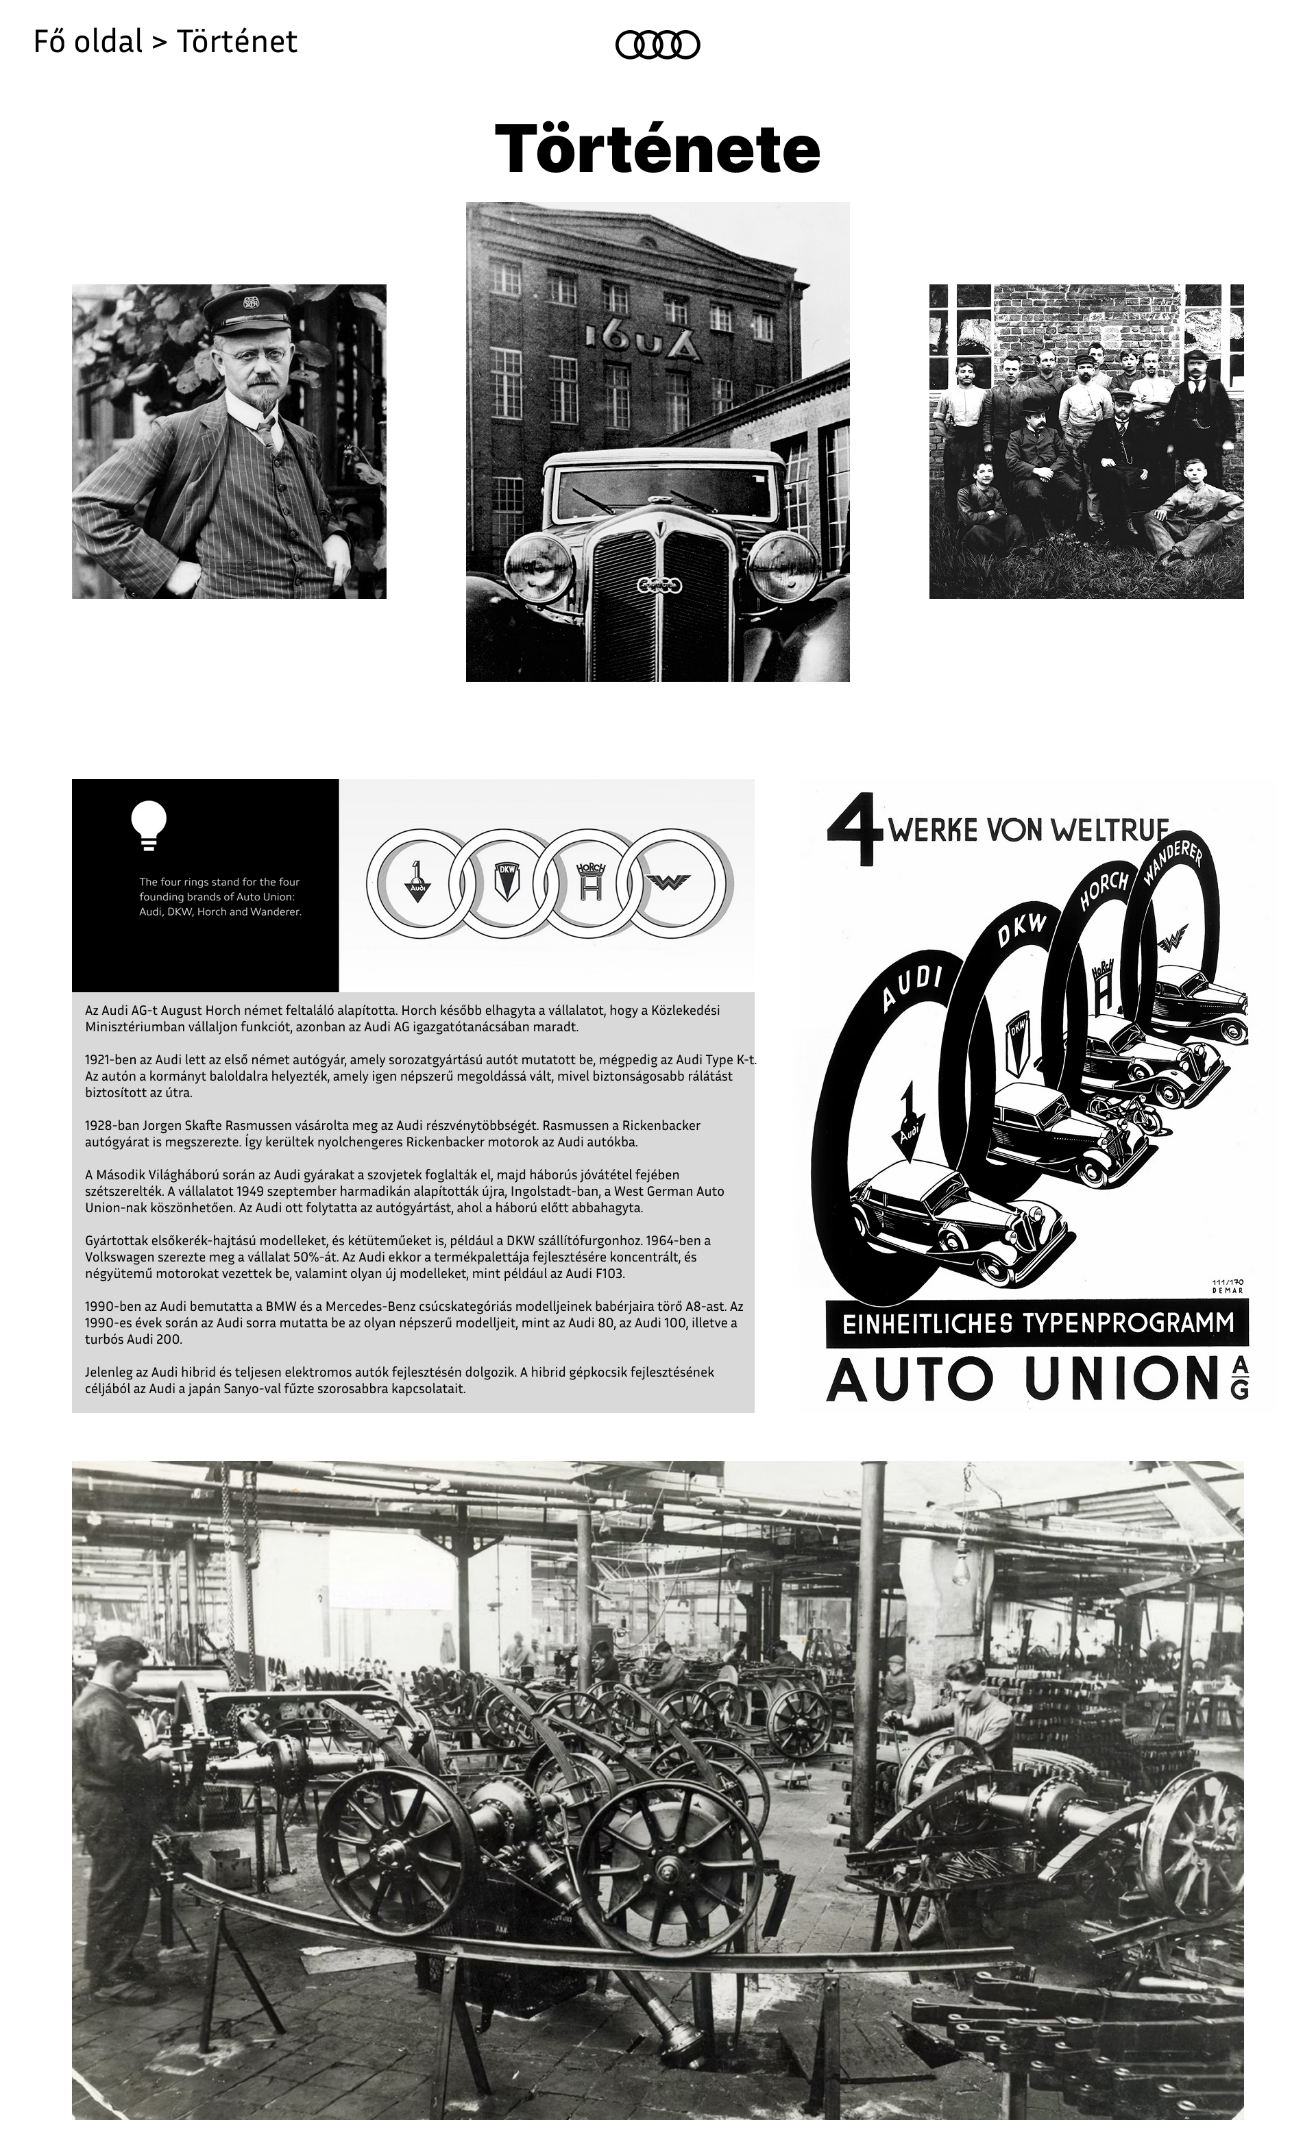 Fő oldal > Történet
Története
Audi
The four rings stand for the four
founding brands of Auto Union:
Audi, DKW, Horch and Wanderer.
Audi
DKW
HORCH
Az Audi AG-t August Horch német feltaláló alapította. Horch később elhagyta a vállalatot, hogy a Közlekedési
Minisztériumban vállaljon funkciót, azonban az Audi AG igazgatótanácsában maradt.
1921-ben az Audi lett az első német autógyár, amely sorozatgyártású autót mutatott be, mégpedig az Audi Type K-t.
Az autón a kormányt baloldalra helyezték, amely igen népszerű megoldássá vált, mivel biztonságosabb rálátást
biztosított az útra.
1928-ban Jorgen Skafte Rasmussen vásárolta meg az Audi részvénytöbbségét. Rasmussen a Rickenbacker
autógyárat is megszerezte. Így kerültek nyolchengeres Rickenbacker motorok az Audi autókba.
A Második Világháború során az Audi gyárakat a szovjetek foglalták el, majd háborús jóvátétel fejében
szétszerelték. A vállalatot 1949 szeptember harmadikán alapították újra, Ingolstadt-ban, a West German Auto
Union-nak köszönhetően. Az Audi ott folytatta az autógyártást, ahol a háború előtt abbahagyta.
Gyártottak elsőkerék-hajtású modelleket, és kétüteműeket is, például a DKW szállítófurgonhoz. 1964-ben a
Volkswagen szerezte meg a vállalat 50%-át. Az Audi ekkor a termékpalettája fejlesztésére koncentrált, és
négyütemű motorokat vezettek be, valamint olyan új modelleket, mint például az Audi F103.
1990-ben az Audi bemutatta a BMW és a Mercedes-Benz csúcskategóriás modelljeinek babérjaira törő A8-ast. Az
1990-es évek során az Audi sorra mutatta be az olyan népszerű modelljeit, mint az Audi 80, az Audi 100, illetve a
turbós Audi 200.
Jelenleg az Audi hibrid és teljesen elektromos autók fejlesztésén dolgozik. A hibrid gépkocsik fejlesztésének
céljából az Audi a japán Sanyo-val fűzte szorosabbra kapcsolatait.
4 WERKE VON WELTRUF
WANDERER
HORCH
DKW
AUDI
HORCH
DKW
Audi
111/170
DEMAR
EINHEITLICHES TYPENPROGRAMM
AUTO UNION AG